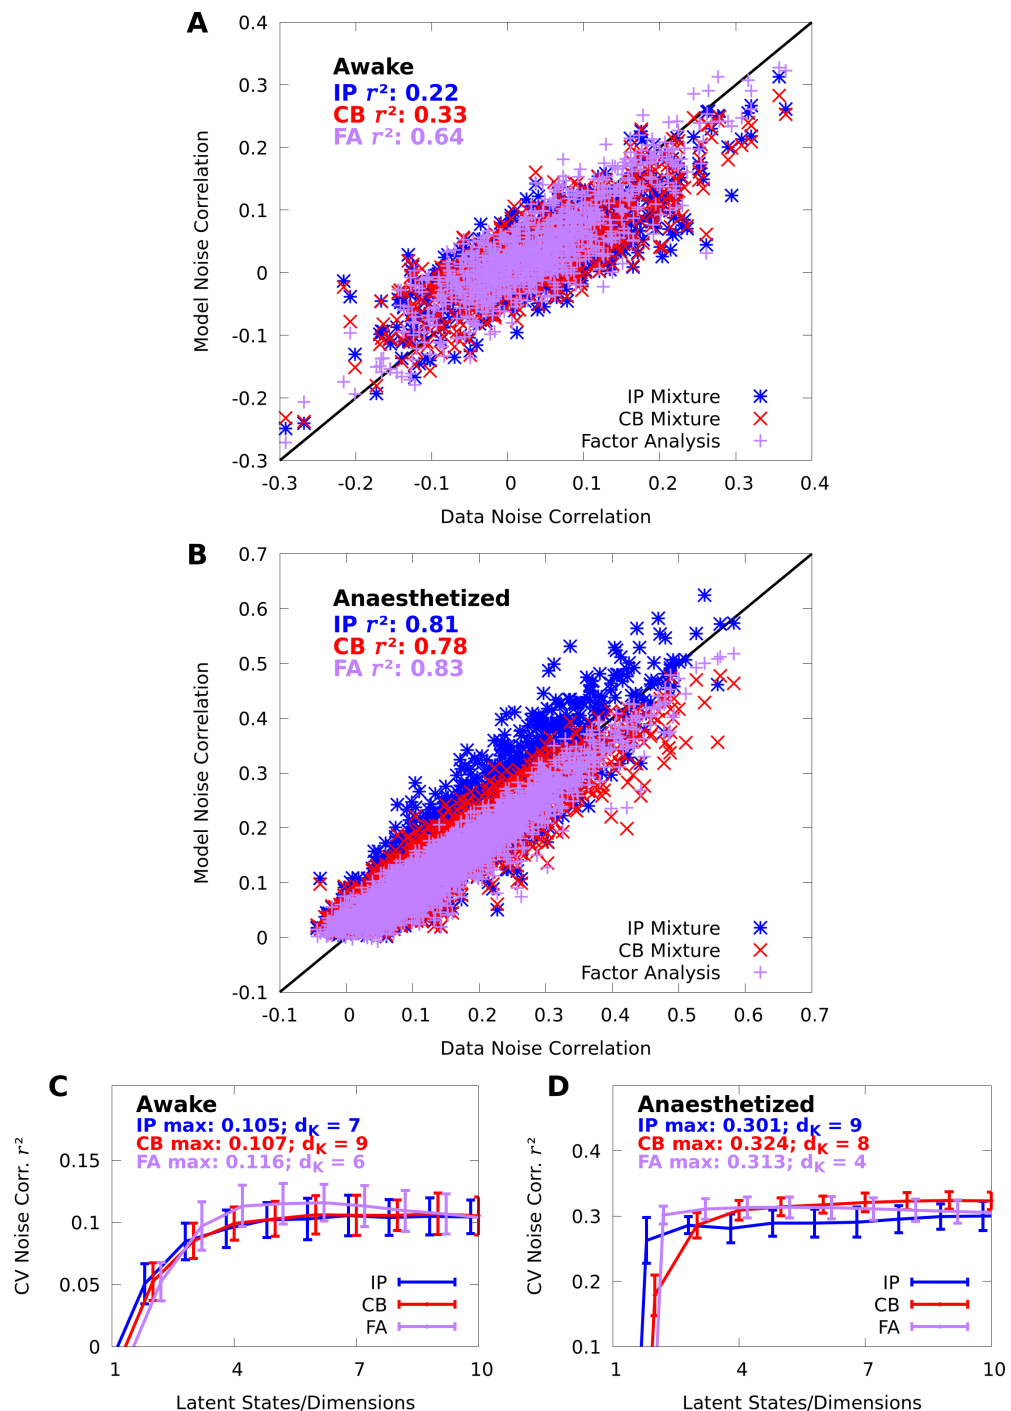 A
Awake
IP r²: 0.22
CB r²: 0.33
FA r²: 0.64
Model Noise Correlation
0.4
0.3
0.2
0.1
0
-0.1
-0.2
-0.3
IP Mixture
CB Mixture
Factor Analysis
-0.3 -0.2 -0.1 0 0.1 0.2 0.3 0.4
Data Noise Correlation
B
Anaesthetized
IP r²: 0.81
CB r²: 0.78
FA r²: 0.83
Model Noise Correlation
0.7
0.6
0.5
0.4
0.3
0.2
0.1
0
-0.1
IP Mixture
CB Mixture
Factor Analysis
-0.1 0 0.1 0.2 0.3 0.4 0.5 0.6 0.7
Data Noise Correlation
C
Awake
IP max: 0.105; dK = 7
CB max: 0.107; dK = 9
FA max: 0.116; dK = 6
CV Noise Corr. r²
0.15
0.1
0.05
0
IP
CB
FA
1 4 7 10
Latent States/Dimensions
D
Anaesthetized
IP max: 0.301; dK = 9
CB max: 0.324; dK = 8
FA max: 0.313; dK = 4
CV Noise Corr. r²
0.4
0.3
0.2
0.1
IP
CB
FA
1 4 7 10
Latent States/Dimensions